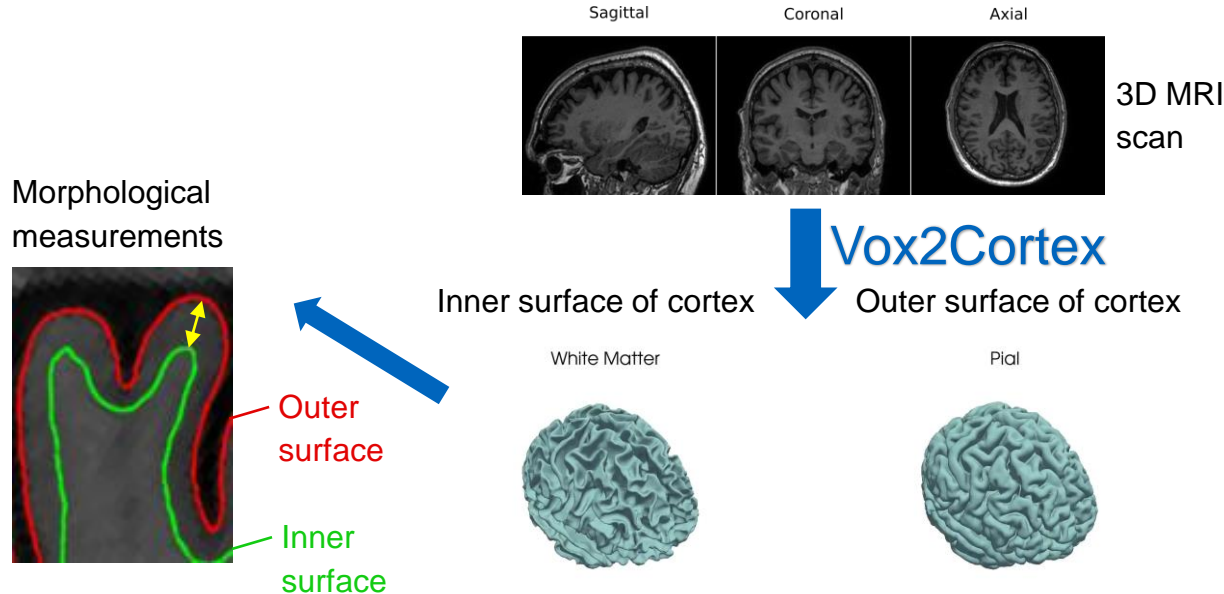 Sagittal
Coronal
Axial
3D MRI
scan
Vox2Cortex
Inner surface of cortex
Outer surface of cortex
White Matter
Pial
Morphological
measurements
Outer
surface
Inner
surface